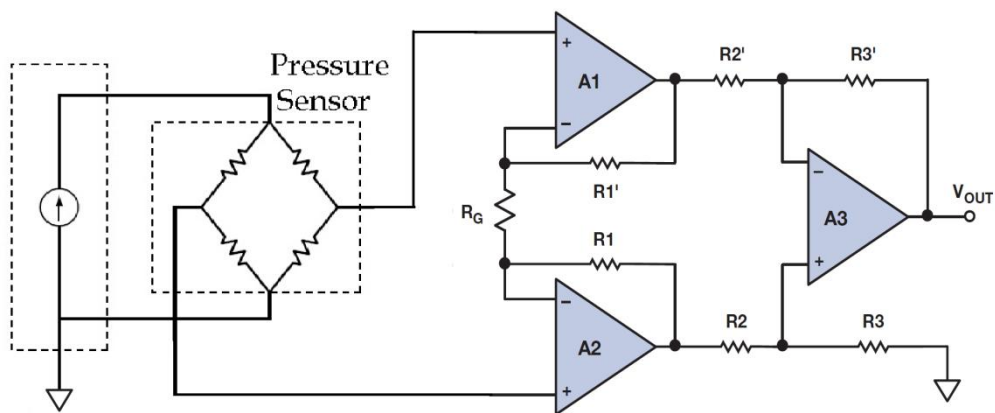 Pressure
Sensor
+
A1
−
R2'
R3'
R1'
RG
R1
−
A2
+
−
A3
+
VOUT
R2
R3